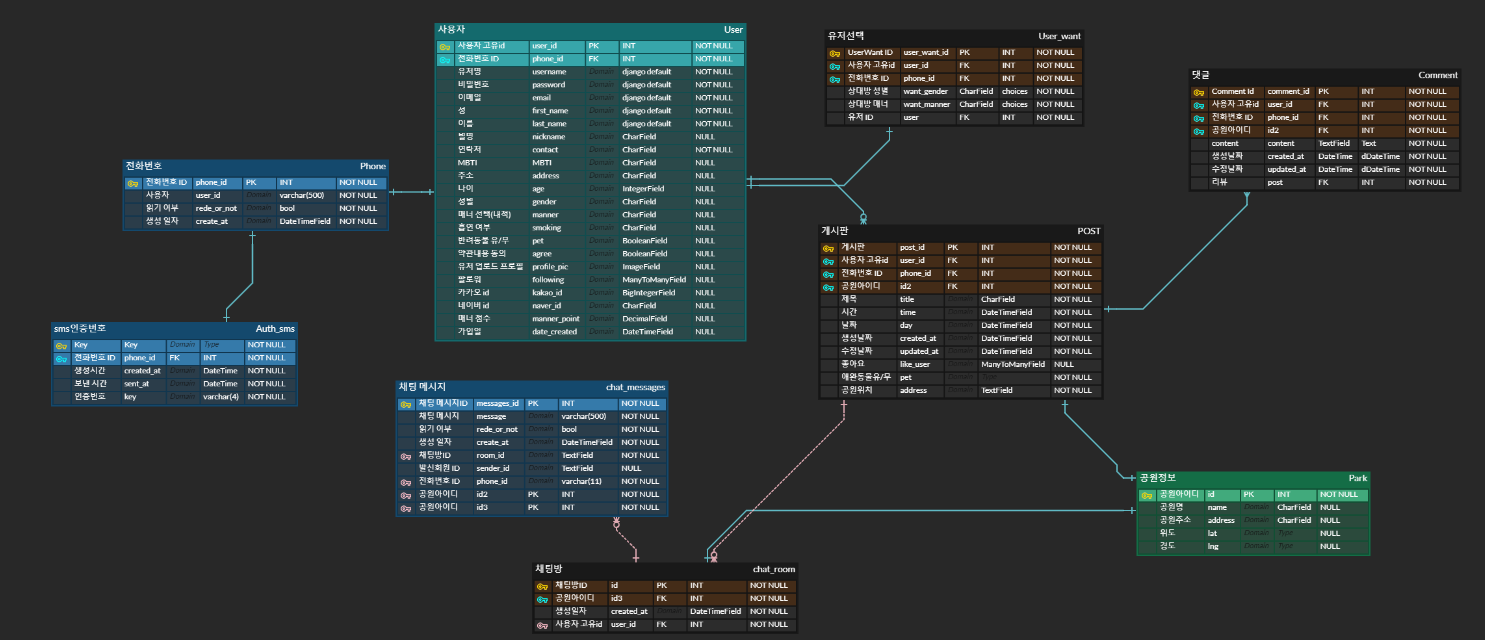 사용자 User
사용자 고유id user_id PK INT NOT NULL
전화번호 ID phone_id FK INT NOT NULL
유저명 username Domain django default NOT NULL
비밀번호 password Domain django default NOT NULL
이메일 email Domain django default NOT NULL
성 first_name Domain django default NOT NULL
이름 last_name Domain django default NOT NULL
별명 nickname Domain CharField NULL
연락처 contact Domain CharField NOT NULL
MBTI MBTI Domain CharField NULL
주소 address Domain CharField NULL
나이 age Domain IntegerField NULL
성별 gender Domain CharField NULL
매너 선택(내적) manner Domain CharField NULL
흡연 여부 smoking Domain CharField NULL
반려동물 유/무 pet Domain BooleanField NULL
약관내용 동의 agree Domain BooleanField NULL
유저 업로드 프로필 profile_pic Domain ImageField NULL
팔로워 following Domain ManyToManyField NULL
카카오 id kakao_id Domain BigIntegerField NULL
네이버 id naver_id Domain CharField NULL
매너 점수 manner_point Domain DecimalField NULL
가입일 date_created Domain DateTimeField NULL
유저선택 User_want
UserWant ID user_want_id PK INT NOT NULL
사용자 고유id user_id FK INT NOT NULL
전화번호 ID phone_id FK INT NOT NULL
상대방 성별 want_gender CharField choices NOT NULL
상대방 매너 want_manner CharField choices NOT NULL
유저 ID user FK INT NOT NULL
댓글 Comment
Comment Id comment_id PK INT NOT NULL
사용자 고유id user_id FK INT NOT NULL
전화번호 ID phone_id FK INT NOT NULL
공원아이디 id2 FK INT NOT NULL
content content TextField Text NOT NULL
생성날짜 created_at DateTime dDateTime NOT NULL
수정날짜 updated_at DateTime dDateTime NOT NULL
리뷰 post FK INT NOT NULL
전화번호 Phone
전화번호 ID phone_id PK INT NOT NULL
사용자 user_id Domain varchar(500) NOT NULL
읽기 여부 rede_or_not Domain bool NOT NULL
생성 일자 create_at Domain DateTimeField NOT NULL
게시판 POST
게시판 post_id PK INT NOT NULL
사용자 고유id user_id FK INT NOT NULL
전화번호 ID phone_id FK INT NOT NULL
공원아이디 id2 FK INT NOT NULL
제목 title Domain CharField NOT NULL
시간 time Domain DateTimeField NOT NULL
날짜 day Domain DateTimeField NOT NULL
생성날짜 created_at Domain DateTimeField NOT NULL
수정날짜 updated_at Domain DateTimeField NOT NULL
좋아요 like_user Domain ManyToManyField NULL
애완동물유/무 pet Domain Type NOT NULL
공원위치 address Domain TextField NOT NULL
sms인증번호 Auth_sms
Key Key Domain Type NOT NULL
전화번호 ID phone_id FK INT NOT NULL
생성시간 created_at Domain DateTime NOT NULL
보낸 시간 sent_at Domain DateTime NOT NULL
인증번호 key Domain varchar(4) NOT NULL
채팅 메시지 chat_messages
채팅 메시지ID messages_id PK INT NOT NULL
채팅 메시지 message Domain varchar(500) NOT NULL
읽기 여부 rede_or_not Domain bool NOT NULL
생성 일자 create_at Domain DateTimeField NOT NULL
채팅방ID room_id Domain TextField NOT NULL
발신회원 ID sender_id Domain TextField NULL
전화번호 ID phone_id Domain varchar(11) NOT NULL
공원아이디 id2 PK INT NOT NULL
공원아이디 id3 PK INT NOT NULL
공원정보 Park
공원아이디 id PK INT NOT NULL
공원명 name Domain CharField NULL
공원주소 address Domain CharField NULL
위도 lat Domain Type NULL
경도 lng Domain Type NULL
채팅방 chat_room
채팅방ID id PK INT NOT NULL
공원아이디 id3 FK INT NOT NULL
생성일자 created_at Domain DateTimeField NOT NULL
사용자 고유id user_id FK INT NOT NULL